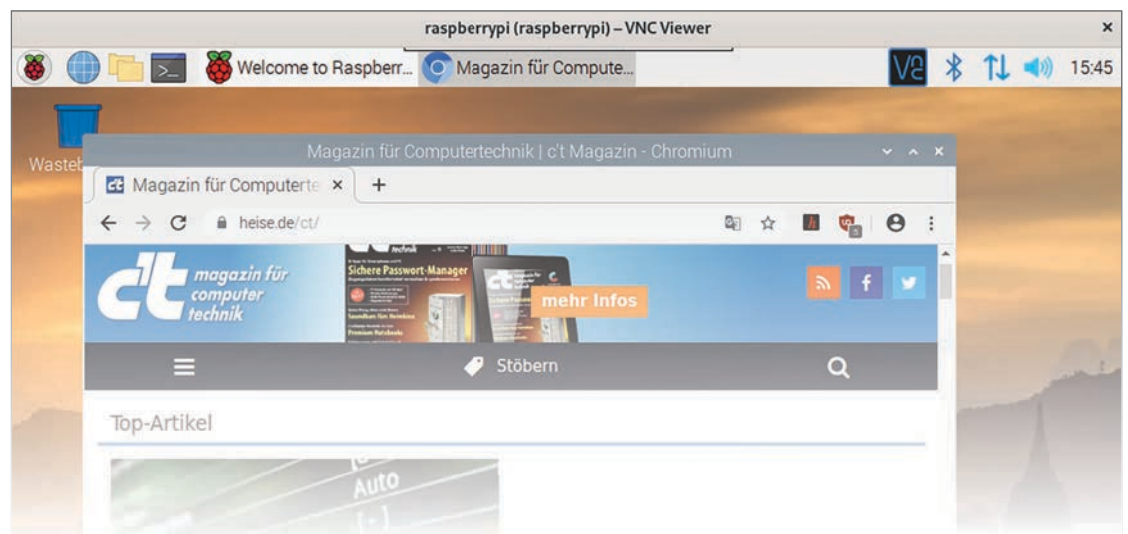 raspberrypi (raspberrypi) – VNC Viewer
Welcome to Raspberr... Magazin für Compute... 15:45
Magazin für Computertechnik | c't Magazin - Chromium
Magazin für Computerte
heise.de/ct/
c't magazin für
computer
technik
Sichere Passwort-Manager
mehr Infos
Stöbern
Top-Artikel
Auto